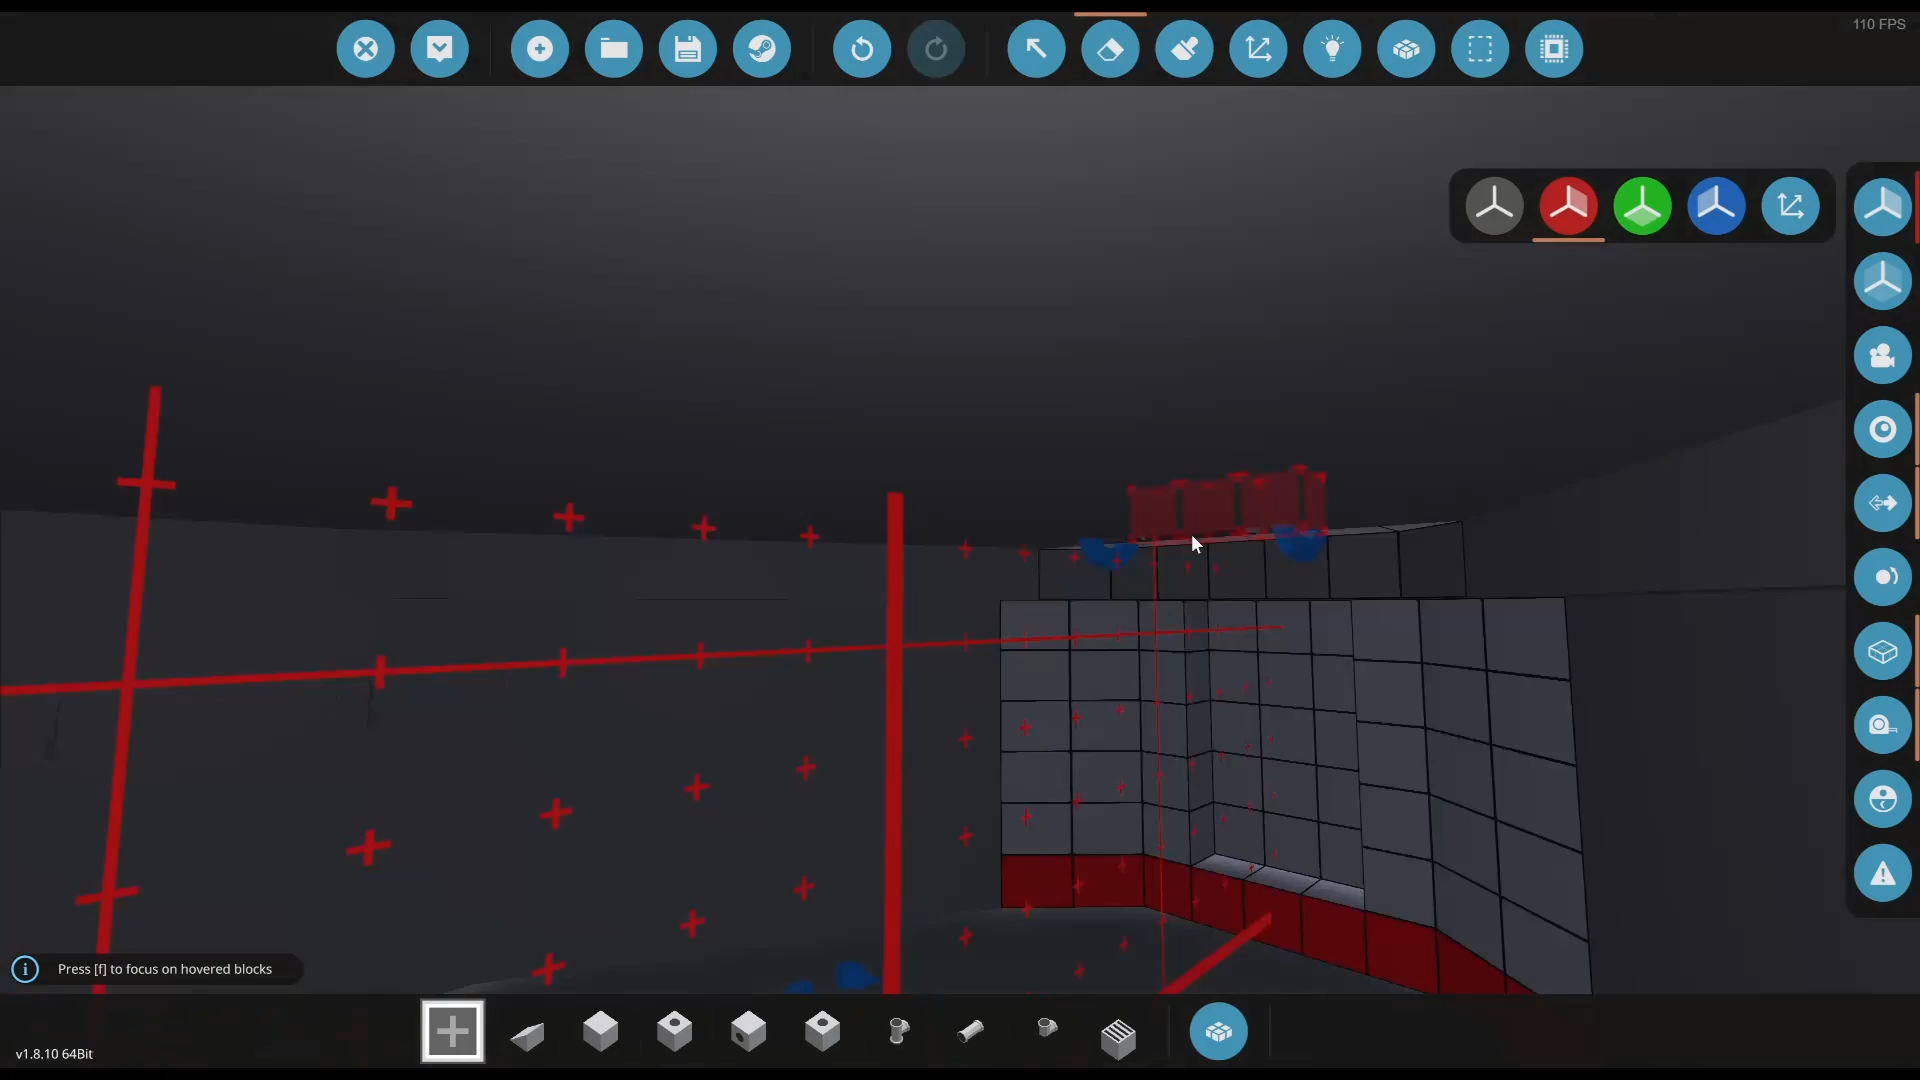 110 FPS
Press [f] to focus on hovered blocks
v1.8.10 64Bit